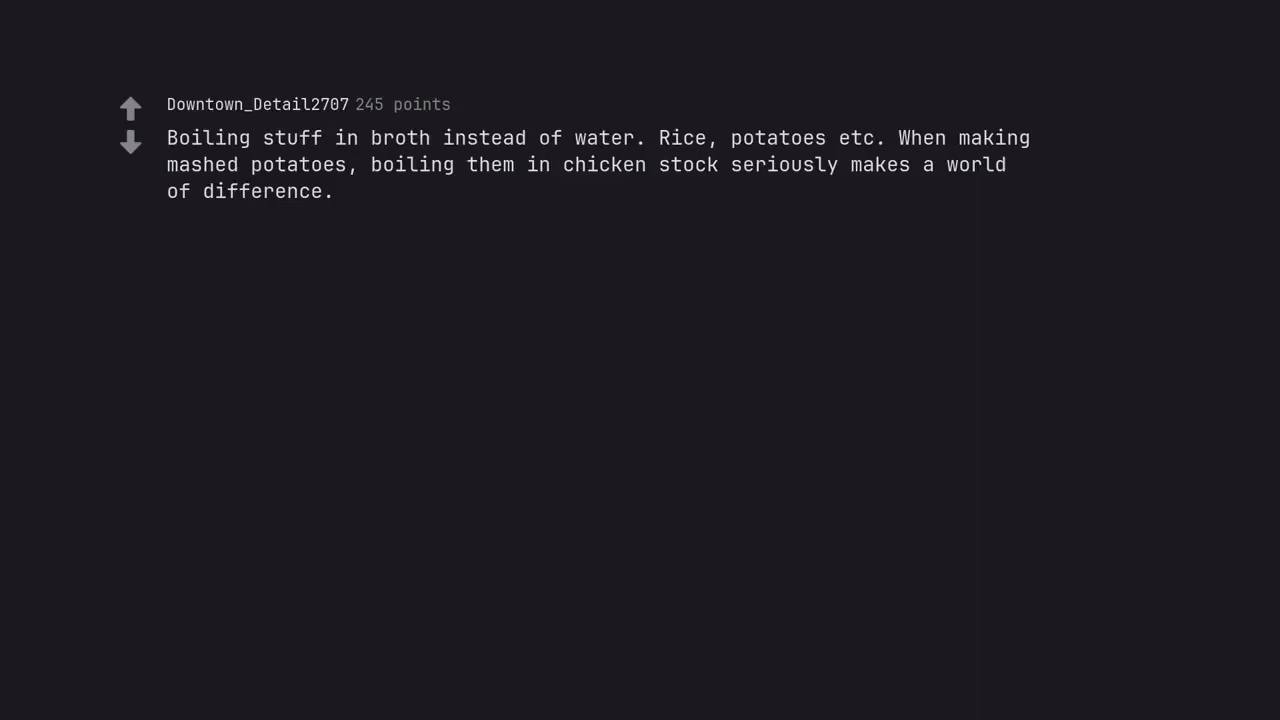 Downtown_Detail2707 245 points
Boiling stuff in broth instead of water. Rice, potatoes etc. When making
mashed potatoes, boiling them in chicken stock seriously makes a world
of difference.